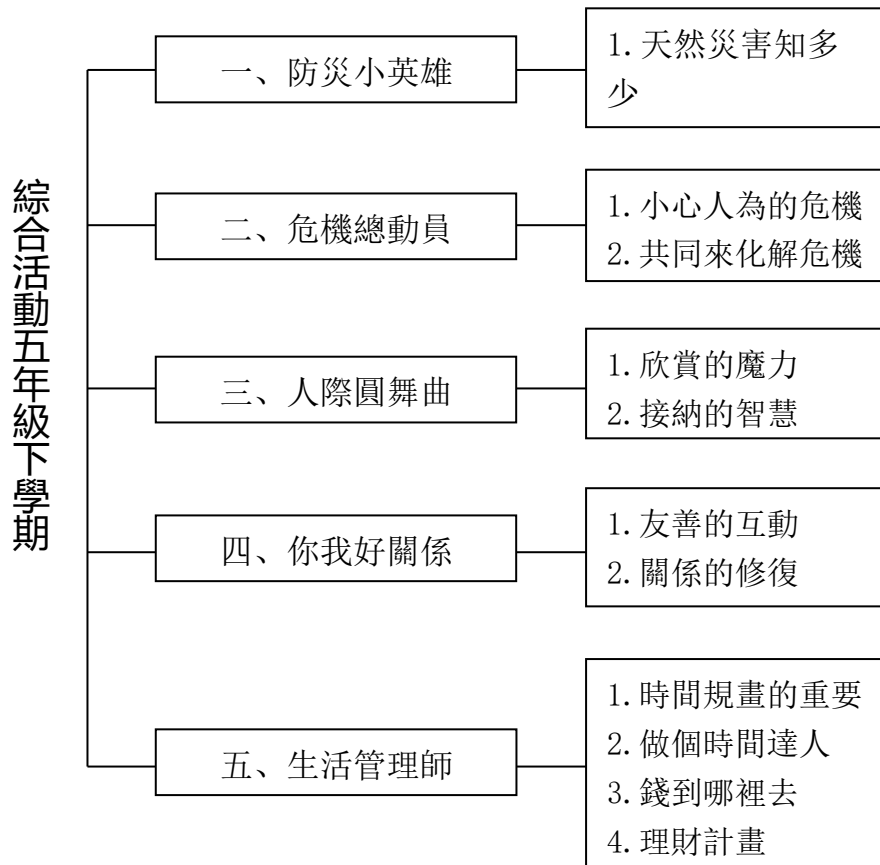 綜合活動五年級下學期
一、防災小英雄
1.天然災害知多
少
二、危機總動員
1.小心人為的危機
2.共同來化解危機
三、人際圓舞曲
1.欣賞的魔力
2.接納的智慧
四、你我好關係
1.友善的互動
2.關係的修復
五、生活管理師
1.時間規畫的重要
2.做個時間達人
3.錢到哪裡去
4.理財計畫